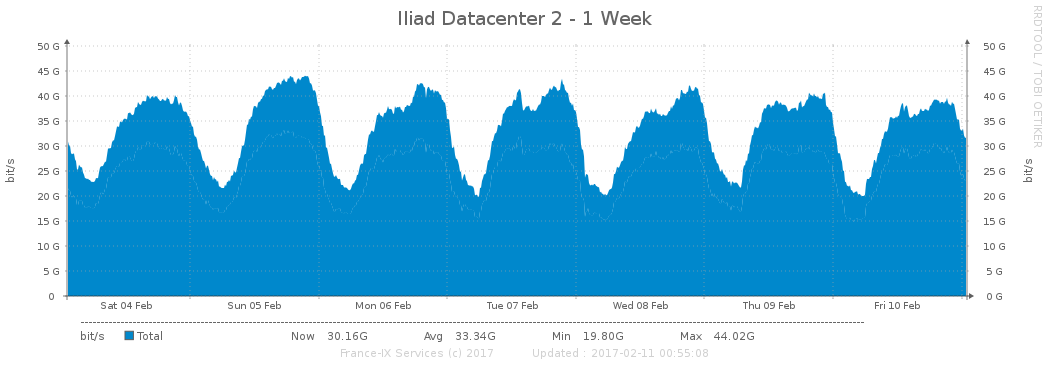 Iliad Datacenter 2 - 1 Week
RRDTOOL / TOBI OETIKER
bit/s
50 G 50 G
45 G 45 G
40 G 40 G
35 G 35 G
30 G 30 G
25 G 25 G
20 G 20 G
15 G 15 G
10 G 10 G
5 G 5 G
0 0 G
bit/s
Sat 04 Feb Sun 05 Feb Mon 06 Feb Tue 07 Feb Wed 08 Feb Thu 09 Feb Fri 10 Feb
bit/s Total Now 30.16G Avg 33.34G Min 19.80G Max 44.02G
France-IX Services (c) 2017 Updated : 2017-02-11 00:55:08